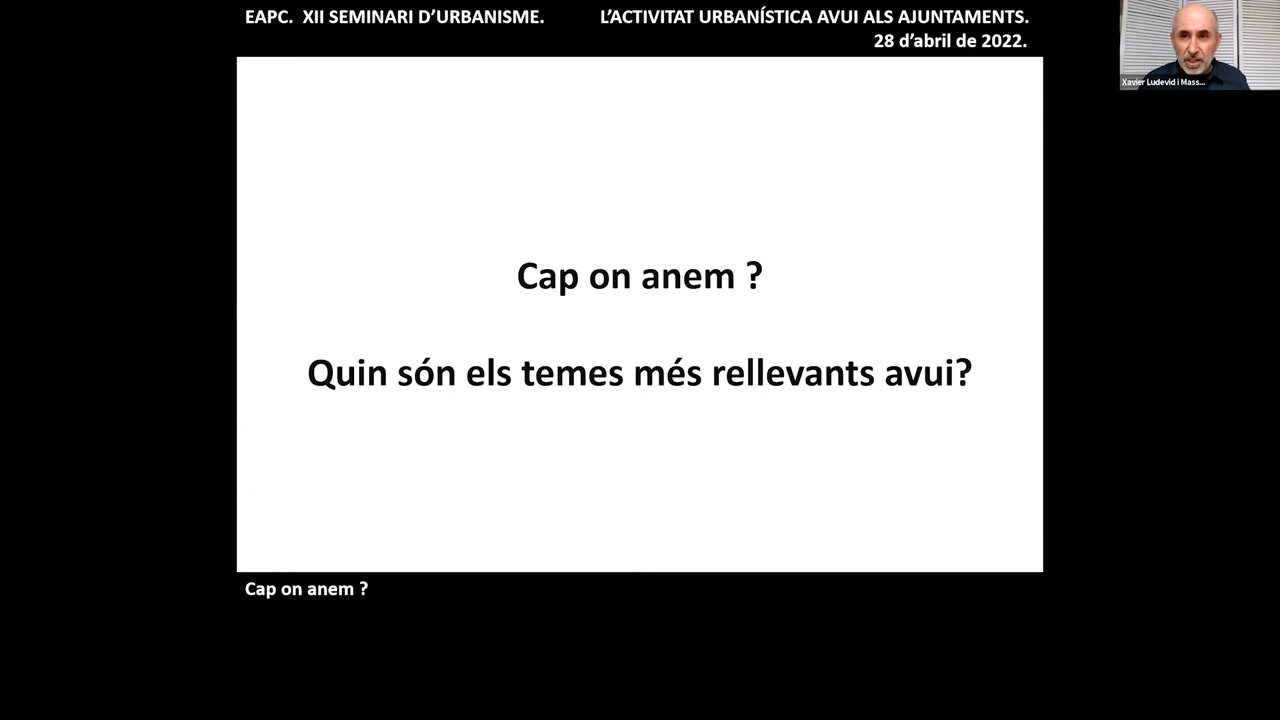 EAPC.  XII SEMINARI D’URBANISME.   L’ACTIVITAT URBANÍSTICA AVUI ALS AJUNTAMENTS.
28 d’abril de 2022.
Xavier Ludevid i Mass...
Cap on anem ?
Quin són els temes més rellevants avui?
Cap on anem ?